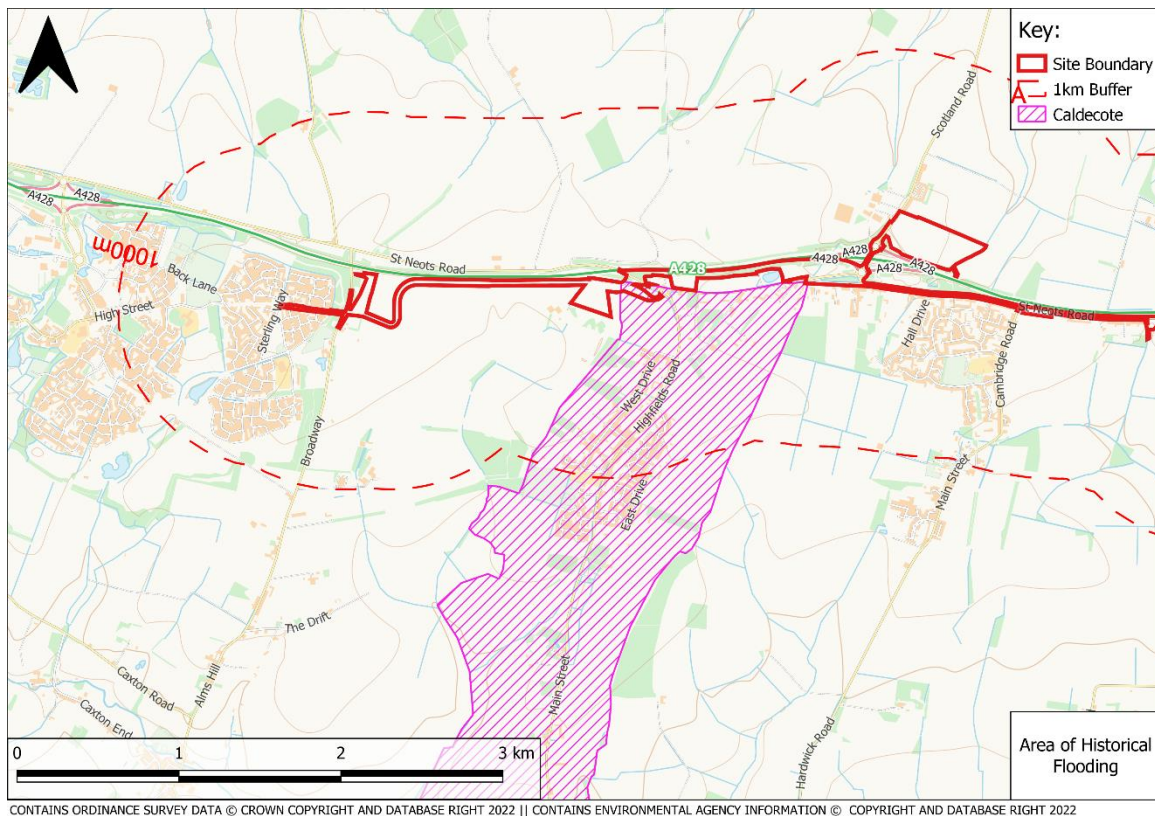 Key:
Site Boundary
1km Buffer
A
Caldecote
Scotland Road
A428
A428
1000m
Back Lane
High Street
Sterling Way
St Neots Road
A428
A428
A428
A428
A428
St Neots Road
Hall Drive
Cambridge Road
West Drive
Highfields Road
Broadway
East Drive
Main Street
Main Street
The Drift
Alms Hill
Caxton Road
Caxton End
Hardwick Road
0 1 2 3 km
Area of Historical
Flooding
CONTAINS ORDINANCE SURVEY DATA © CROWN COPYRIGHT AND DATABASE RIGHT 2022 || CONTAINS ENVIRONMENTAL AGENCY INFORMATION © COPYRIGHT AND DATABASE RIGHT 2022